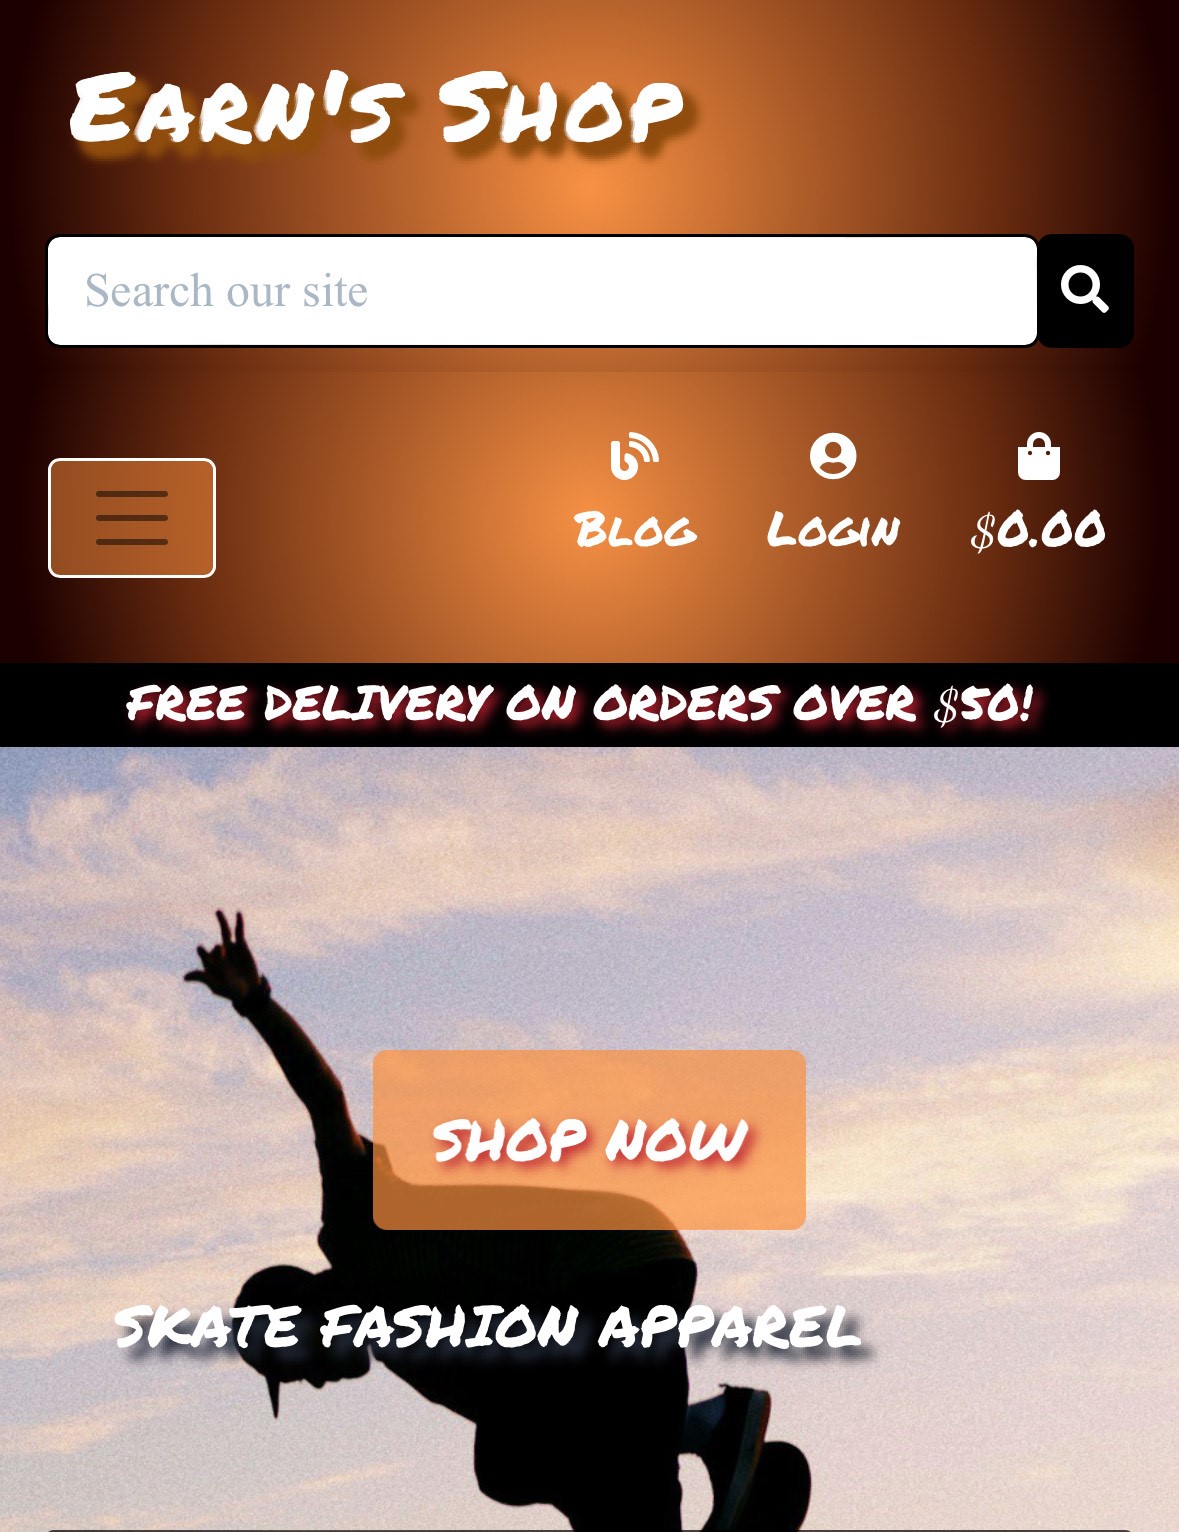 Earn's Shop
Search our site
Blog Login $0.00
FREE DELIVERY ON ORDERS OVER $50!
SHOP NOW
SKATE FASHION APPAREL